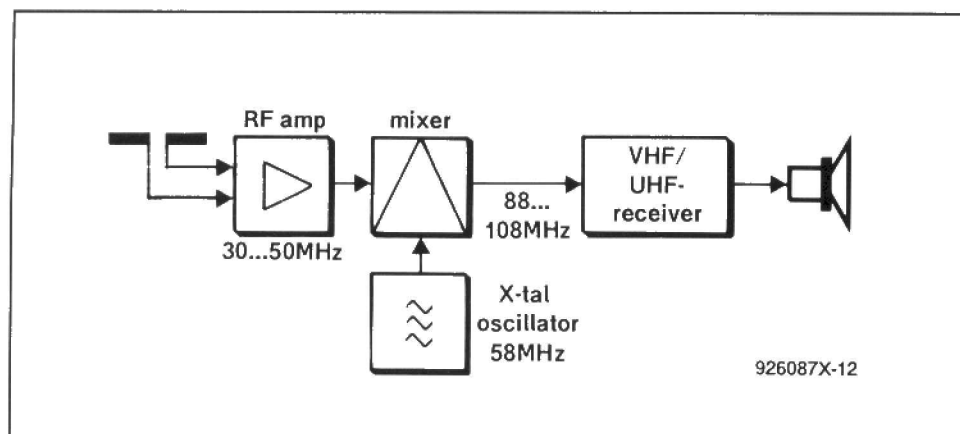 RF amp
30...50MHz
mixer
88...
108MHz
X-tal
oscillator
58MHz
VHF/
UHF-
receiver
926087X-12